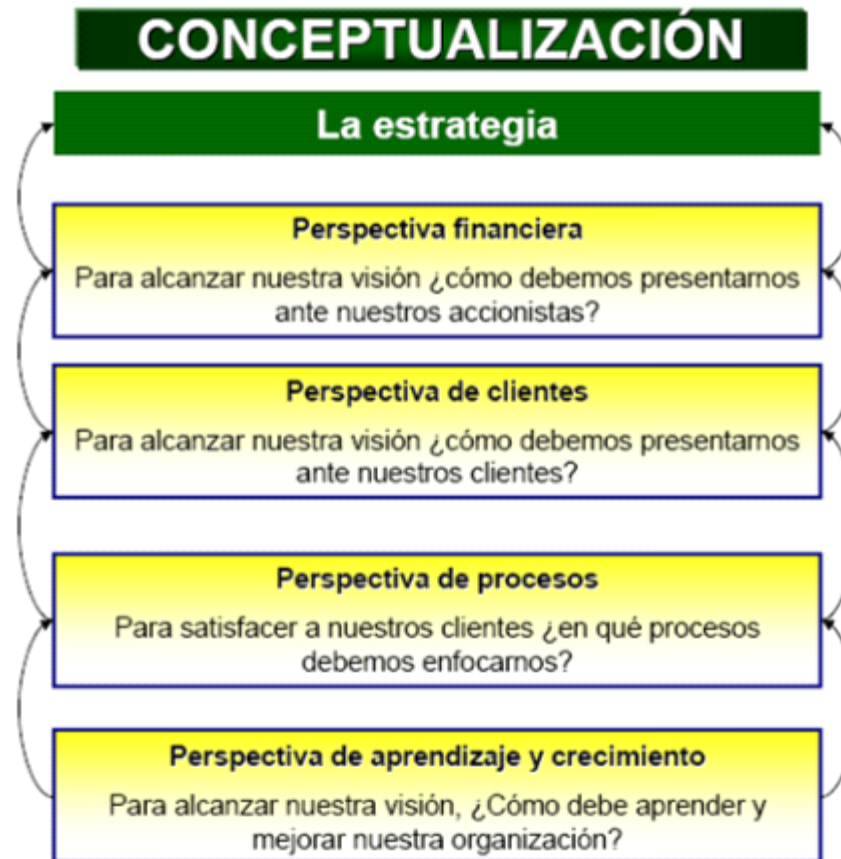 CONCEPTUALIZACIÓN
La estrategia
Perspectiva financiera
Para alcanzar nuestra visión ¿cómo debemos presentarnos
ante nuestros accionistas?
Perspectiva de clientes
Para alcanzar nuestra visión ¿cómo debemos presentarnos
ante nuestros clientes?
Perspectiva de procesos
Para satisfacer a nuestros clientes ¿en qué procesos
debemos enfocarnos?
Perspectiva de aprendizaje y crecimiento
Para alcanzar nuestra visión, ¿Cómo debe aprender y
mejorar nuestra organización?